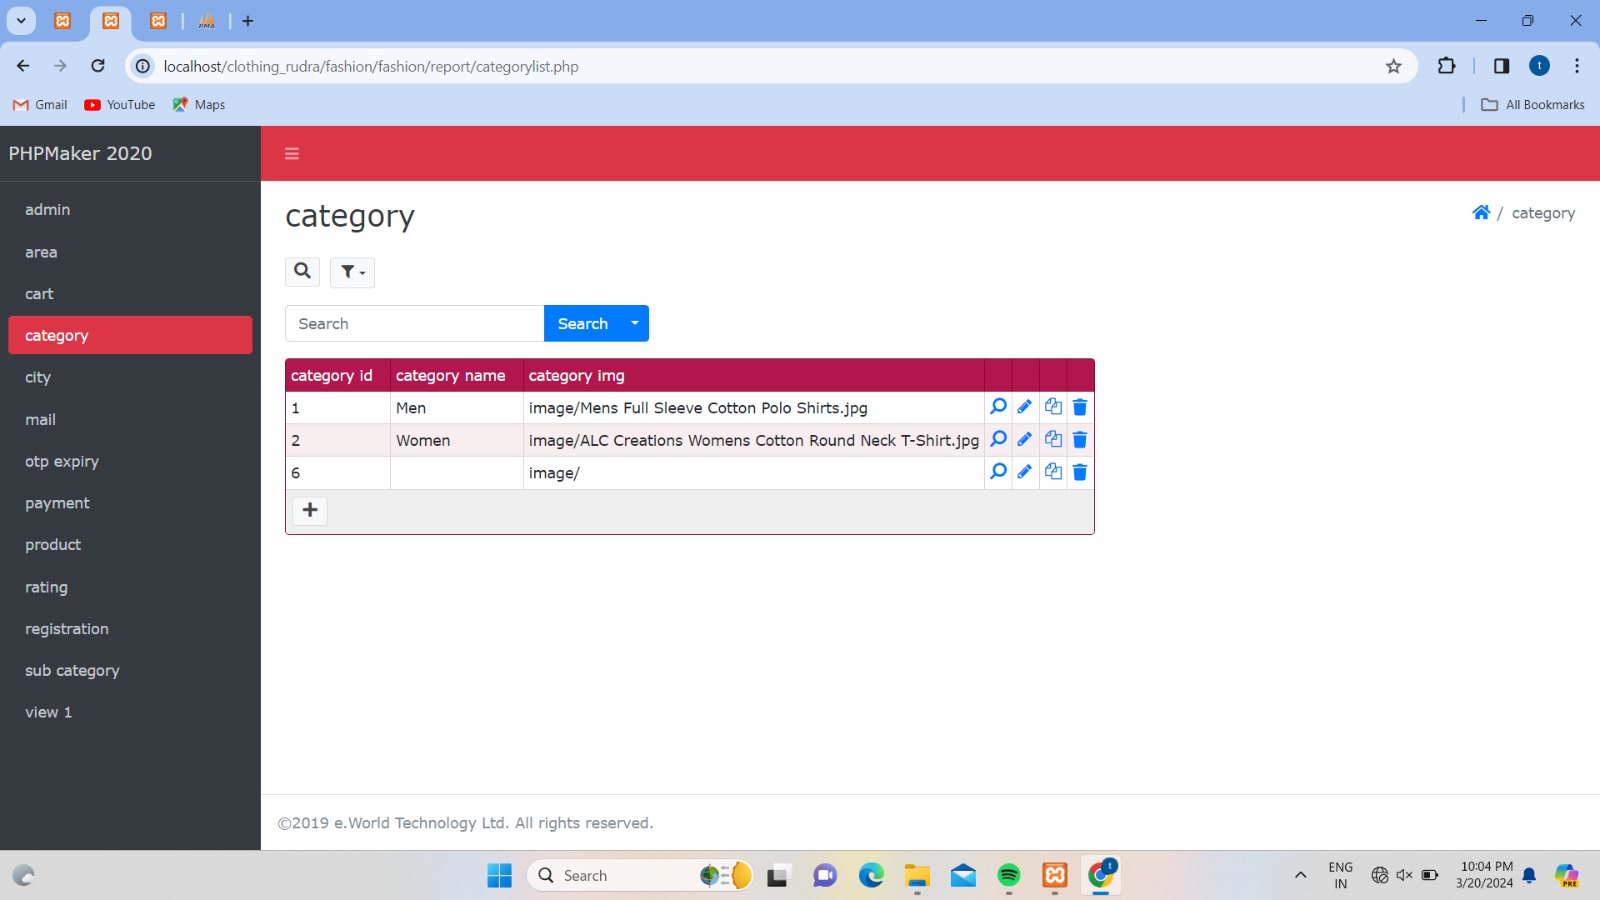 localhost/clothing_rudra/fashion/fashion/report/categorylist.php
t
Gmail YouTube Maps All Bookmarks
PHPMaker 2020
admin
area
cart
category
city
mail
otp expiry
payment
product
rating
registration
sub category
view 1
category
/ category
Search Search
category id category name category img
1 Men image/Mens Full Sleeve Cotton Polo Shirts.jpg
2 Women image/ALC Creations Womens Cotton Round Neck T-Shirt.jpg
6 image/
©2019 e.World Technology Ltd. All rights reserved.
Search
t
ENG
IN
10:04 PM
3/20/2024
PRE